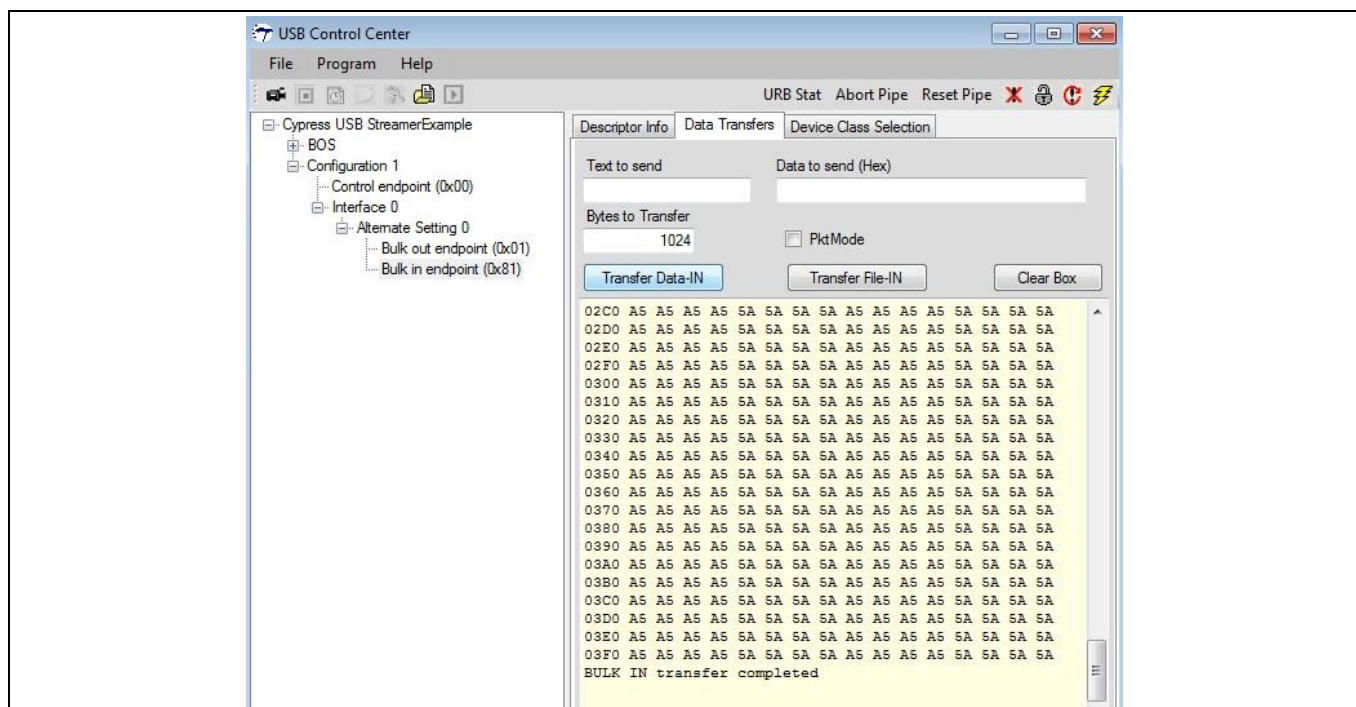 USB Control Center
File Program Help
URB Stat Abort Pipe Reset Pipe
Cypress USB StreamerExample
BOS
Configuration 1
Control endpoint (0x00)
Interface 0
Alternate Setting 0
Bulk out endpoint (0x01)
Bulk in endpoint (0x81)
Descriptor Info Data Transfers Device Class Selection
Text to send Data to send (Hex)
Bytes to Transfer
1024 PktMode
Transfer Data-IN Transfer File-IN Clear Box
02C0 A5 A5 A5 A5 5A 5A 5A 5A A5 A5 A5 A5 5A 5A 5A 5A
02D0 A5 A5 A5 A5 5A 5A 5A 5A A5 A5 A5 A5 5A 5A 5A 5A
02E0 A5 A5 A5 A5 5A 5A 5A 5A A5 A5 A5 A5 5A 5A 5A 5A
02F0 A5 A5 A5 A5 5A 5A 5A 5A A5 A5 A5 A5 5A 5A 5A 5A
0300 A5 A5 A5 A5 5A 5A 5A 5A A5 A5 A5 A5 5A 5A 5A 5A
0310 A5 A5 A5 A5 5A 5A 5A 5A A5 A5 A5 A5 5A 5A 5A 5A
0320 A5 A5 A5 A5 5A 5A 5A 5A A5 A5 A5 A5 5A 5A 5A 5A
0330 A5 A5 A5 A5 5A 5A 5A 5A A5 A5 A5 A5 5A 5A 5A 5A
0340 A5 A5 A5 A5 5A 5A 5A 5A A5 A5 A5 A5 5A 5A 5A 5A
0350 A5 A5 A5 A5 5A 5A 5A 5A A5 A5 A5 A5 5A 5A 5A 5A
0360 A5 A5 A5 A5 5A 5A 5A 5A A5 A5 A5 A5 5A 5A 5A 5A
0370 A5 A5 A5 A5 5A 5A 5A 5A A5 A5 A5 A5 5A 5A 5A 5A
0380 A5 A5 A5 A5 5A 5A 5A 5A A5 A5 A5 A5 5A 5A 5A 5A
0390 A5 A5 A5 A5 5A 5A 5A 5A A5 A5 A5 A5 5A 5A 5A 5A
03A0 A5 A5 A5 A5 5A 5A 5A 5A A5 A5 A5 A5 5A 5A 5A 5A
03B0 A5 A5 A5 A5 5A 5A 5A 5A A5 A5 A5 A5 5A 5A 5A 5A
03C0 A5 A5 A5 A5 5A 5A 5A 5A A5 A5 A5 A5 5A 5A 5A 5A
03D0 A5 A5 A5 A5 5A 5A 5A 5A A5 A5 A5 A5 5A 5A 5A 5A
03E0 A5 A5 A5 A5 5A 5A 5A 5A A5 A5 A5 A5 5A 5A 5A 5A
03F0 A5 A5 A5 A5 5A 5A 5A 5A A5 A5 A5 A5 5A 5A 5A 5A
BULK IN transfer completed